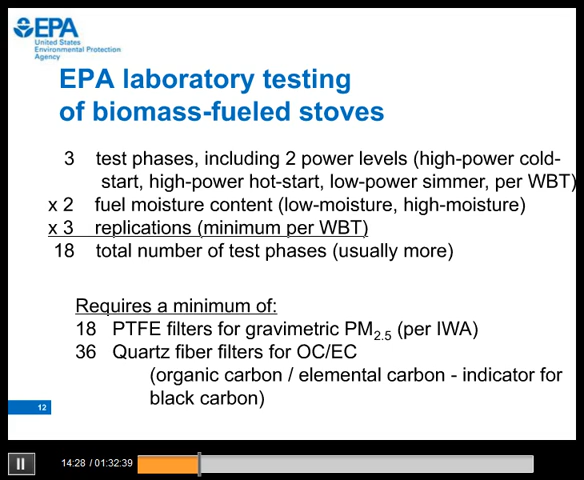 EPA
United States
Environmental Protection
Agency
EPA laboratory testing
of biomass-fueled stoves
3 test phases, including 2 power levels (high-power cold-
start, high-power hot-start, low-power simmer, per WBT)
x 2 fuel moisture content (low-moisture, high-moisture)
x 3 replications (minimum per WBT)
18 total number of test phases (usually more)
Requires a minimum of:
18 PTFE filters for gravimetric PM2.5 (per IWA)
36 Quartz fiber filters for OC/EC
(organic carbon / elemental carbon - indicator for
black carbon)
12
14:28 / 01:32:39